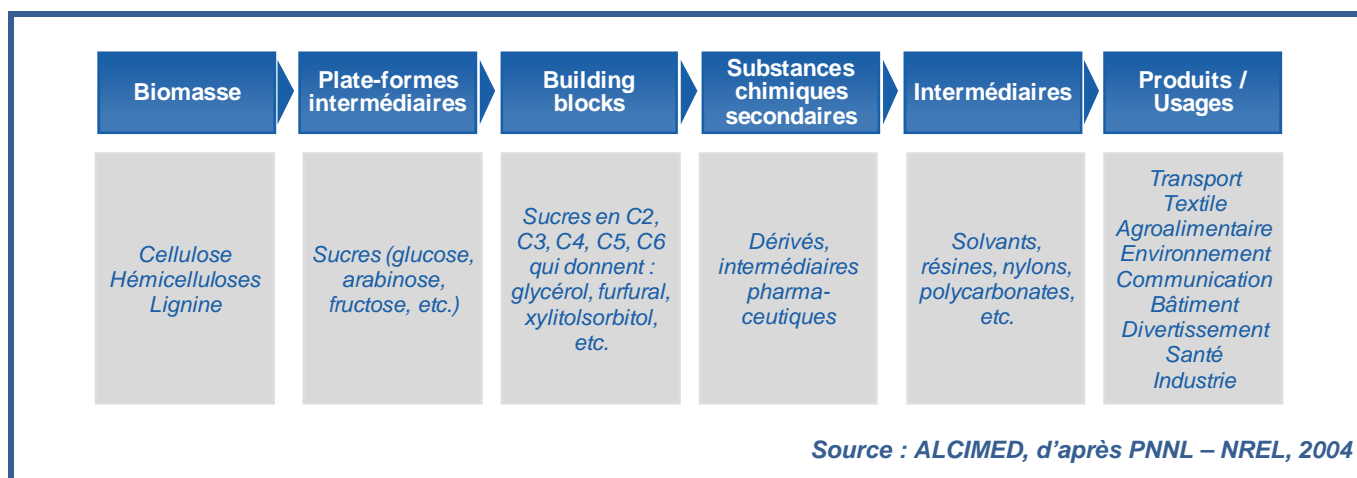 Biomasse
Plate-formes
intermédiaires
Building
blocks
Substances
chimiques
secondaires
Intermédiaires
Produits /
Usages
Cellulose
Hémicelluloses
Lignine
Sucres (glucose,
arabinose,
fructose, etc.)
Sucres en C2,
C3, C4, C5, C6
qui donnent :
glycérol, furfural,
xylitolsorbitol,
etc.
Dérivés,
intermédiaires
pharma-
ceutiques
Solvants,
résines, nylons,
polycarbonates,
etc.
Transport
Textile
Agroalimentaire
Environnement
Communication
Bâtiment
Divertissement
Santé
Industrie
Source : ALCIMED, d'après PNNL – NREL, 2004